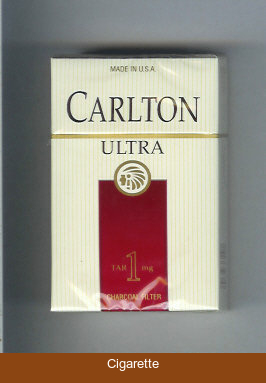 MADE IN U.S.A.
CARLTON
ULTRA
TAR 1 mg
CHARCOAL FILTER
Cigarette